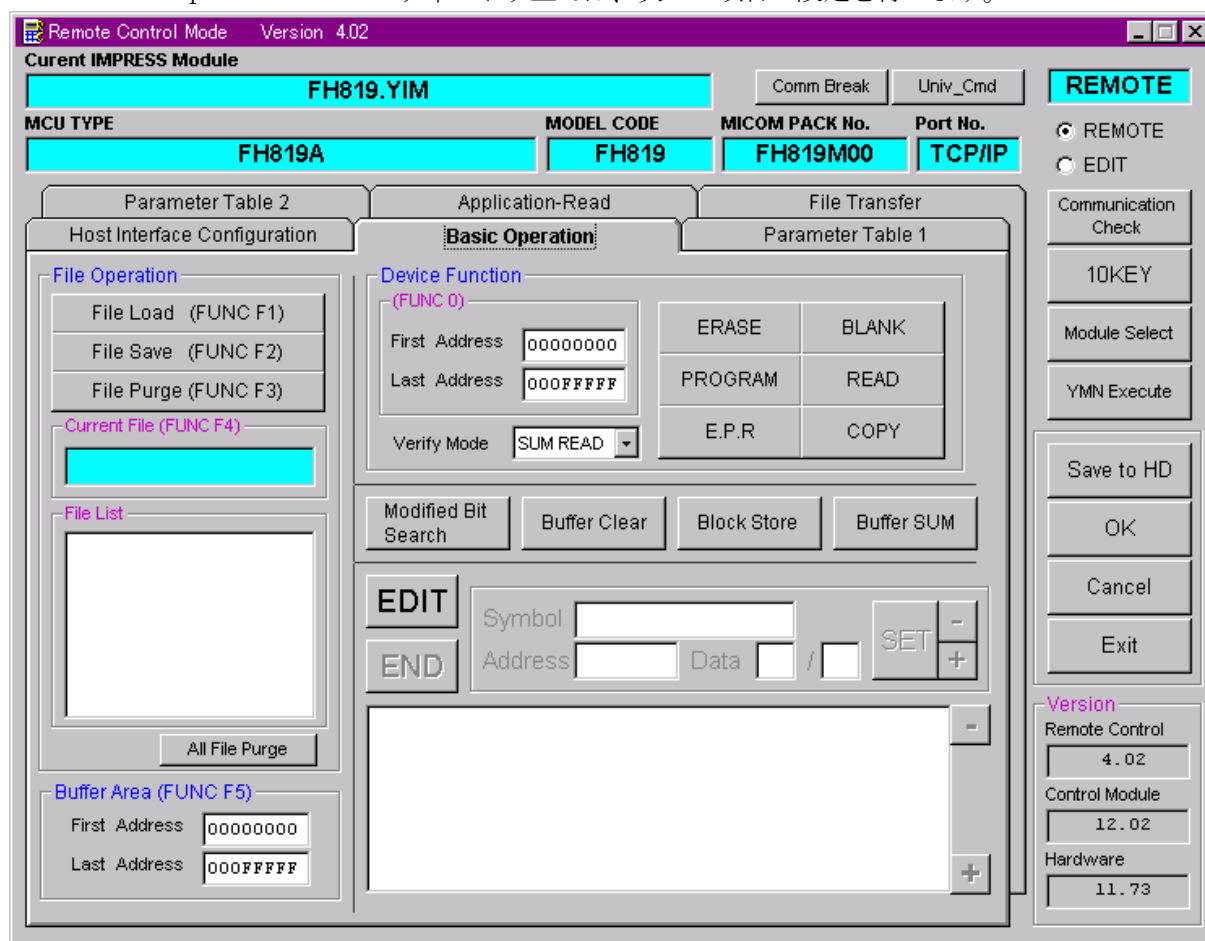 Remote Control Mode Version 4.02
Curent IMPRESS Module
FH819.YIM
Comm Break
Univ_Cmd
REMOTE
MCU TYPE
MODEL CODE
MICOM PACK No.
Port No.
FH819A
FH819
FH819M00
TCP/IP
REMOTE
EDIT
Parameter Table 2
Application-Read
File Transfer
Host Interface Configuration
Basic Operation
Parameter Table 1
Communication
Check
10KEY
Module Select
YMN Execute
File Operation
File Load (FUNC F1)
File Save (FUNC F2)
File Purge (FUNC F3)
Current File (FUNC F4)
File List
All File Purge
Buffer Area (FUNC F5)
First Address 00000000
Last Address 000FFFFF
Device Function
(FUNC 0)
First Address 00000000
Last Address 000FFFFF
Verify Mode SUM READ
ERASE
BLANK
PROGRAM
READ
E.P.R
COPY
Modified Bit
Search
Buffer Clear
Block Store
Buffer SUM
EDIT
END
Symbol
Address
Data /
SET
-
+
-
+
Save to HD
OK
Cancel
Exit
Version
Remote Control
4.02
Control Module
12.02
Hardware
11.73